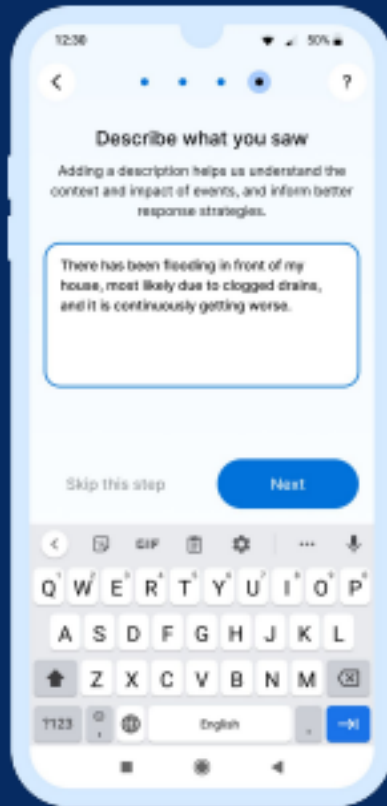 12:30 50%
?
Describe what you saw
Adding a description helps us understand the
context and impact of events, and inform better
response strategies.
There has been flooding in front of my
house, most likely due to clogged drains,
and it is continuously getting worse.
Skip this step Next
GIF ...
Q W E R T Y U I O P
A S D F G H J K L
Z X C V B N M
?123 , English .